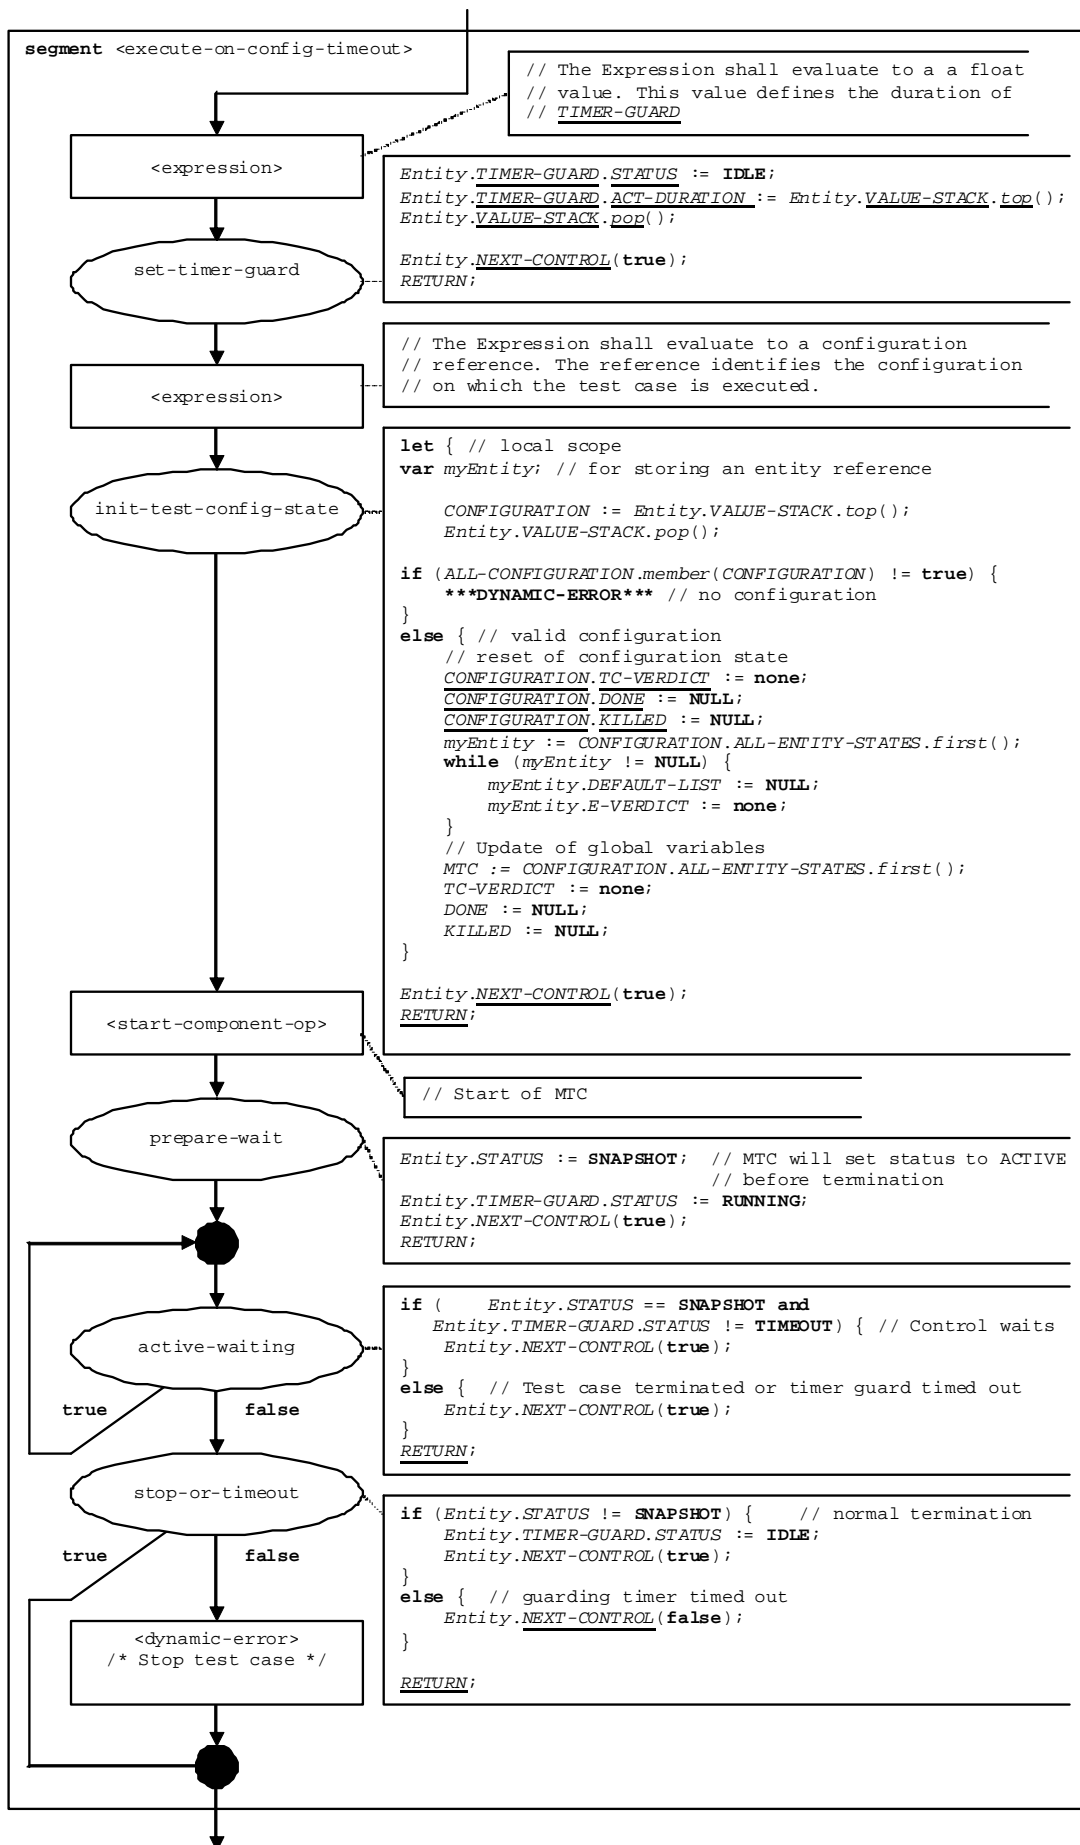 segment <execute-on-config-timeout>
// The Expression shall evaluate to a a float
// value. This value defines the duration of
// TIMER-GUARD
<expression>
Entity.TIMER-GUARD.STATUS := IDLE;
Entity.TIMER-GUARD.ACT-DURATION := Entity.VALUE-STACK.top();
Entity.VALUE-STACK.pop();
Entity.NEXT-CONTROL(true);
RETURN;
set-timer-guard
// The Expression shall evaluate to a configuration
// reference. The reference identifies the configuration
// on which the test case is executed.
<expression>
let { // local scope
var myEntity; // for storing an entity reference
CONFIGURATION := Entity.VALUE-STACK.top();
Entity.VALUE-STACK.pop();
if (ALL-CONFIGURATION.member(CONFIGURATION) != true) {
***DYNAMIC-ERROR*** // no configuration
}
else { // valid configuration
// reset of configuration state
CONFIGURATION.TC-VERDICT := none;
CONFIGURATION.DONE := NULL;
CONFIGURATION.KILLED := NULL;
myEntity := CONFIGURATION.ALL-ENTITY-STATES.first();
while (myEntity != NULL) {
myEntity.DEFAULT-LIST := NULL;
myEntity.E-VERDICT := none;
}
// Update of global variables
MTC := CONFIGURATION.ALL-ENTITY-STATES.first();
TC-VERDICT := none;
DONE := NULL;
KILLED := NULL;
}
Entity.NEXT-CONTROL(true);
RETURN;
init-test-config-state
<start-component-op>
// Start of MTC
prepare-wait
Entity.STATUS := SNAPSHOT; // MTC will set status to ACTIVE
// before termination
Entity.TIMER-GUARD.STATUS := RUNNING;
Entity.NEXT-CONTROL(true);
RETURN;
if ( Entity.STATUS == SNAPSHOT and
Entity.TIMER-GUARD.STATUS != TIMEOUT) { // Control waits
Entity.NEXT-CONTROL(true);
}
else { // Test case terminated or timer guard timed out
Entity.NEXT-CONTROL(true);
}
RETURN;
active-waiting
true false
stop-or-timeout
if (Entity.STATUS != SNAPSHOT) { // normal termination
Entity.TIMER-GUARD.STATUS := IDLE;
Entity.NEXT-CONTROL(true);
}
else { // guarding timer timed out
Entity.NEXT-CONTROL(false);
}
RETURN;
true false
<dynamic-error>
/* Stop test case */